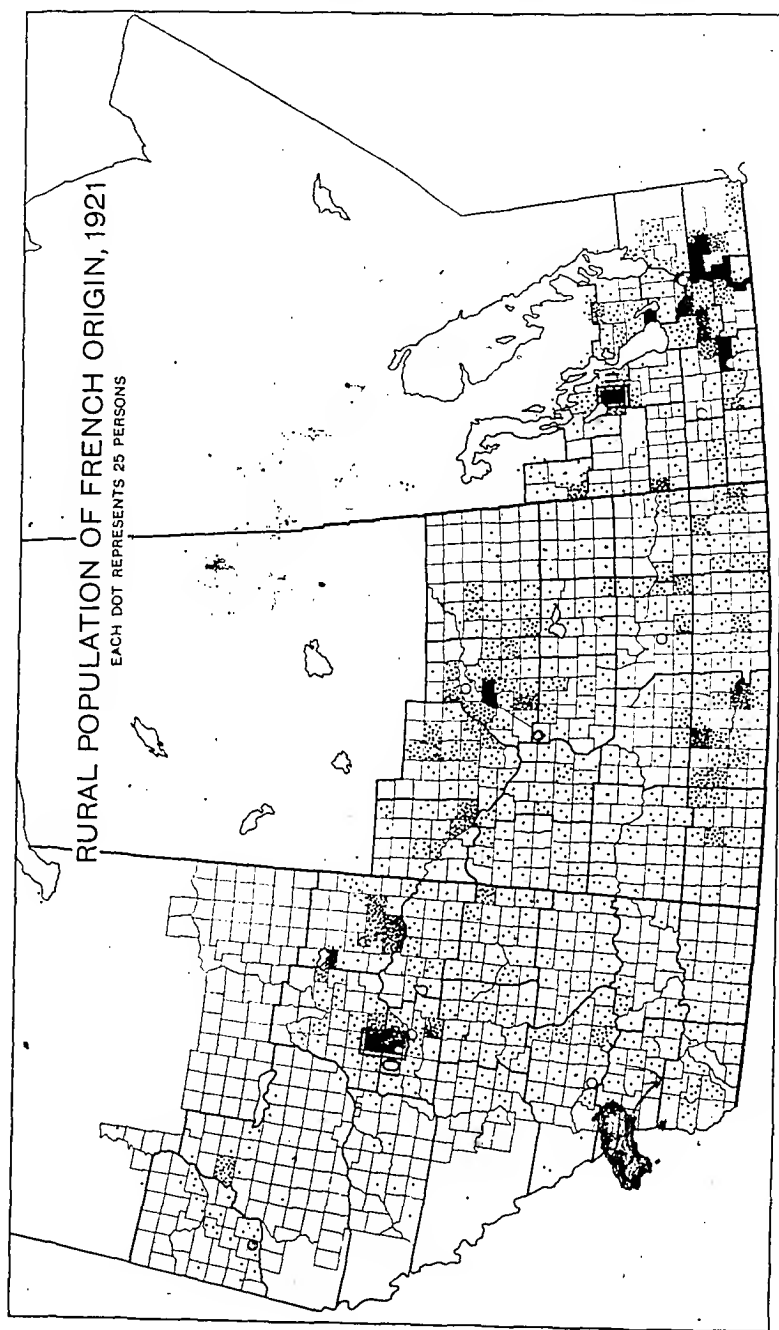 RURAL POPULATION OF FRENCH ORIGIN, 1921
EACH DOT REPRESENTS 25 PERSONS